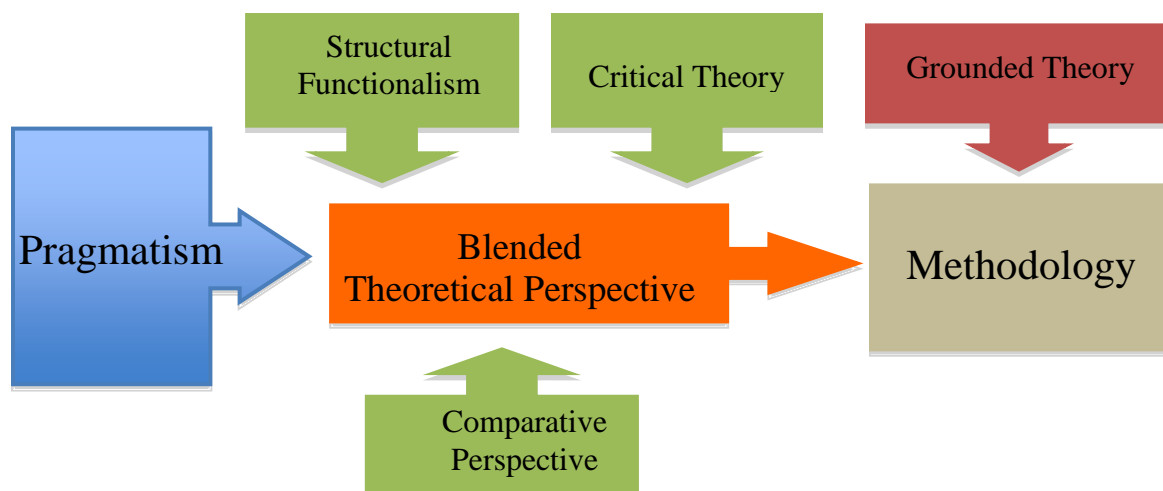 Structural
Functionalism
Critical Theory
Grounded Theory
Pragmatism
Blended
Theoretical Perspective
Methodology
Comparative
Perspective